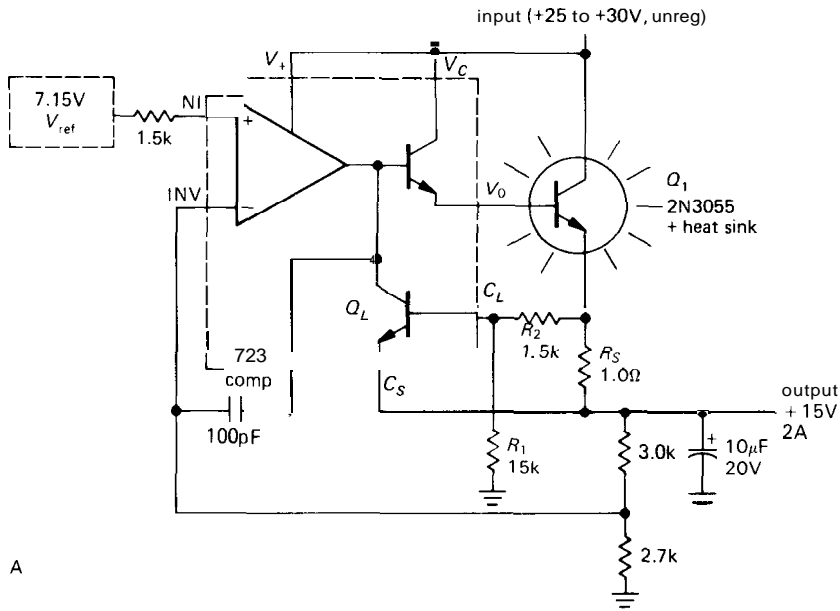 input (+25 to +30V, unreg)
V+
VC
7.15V
Vref
1.5k
NI
+
INV
−
V0
Q1
2N3055
+ heat sink
QL
CL
R2
1.5k
RS
1.0Ω
723
comp
100pF
CS
output
+ 15V
2A
R1
15k
3.0k
+
10μF
20V
2.7k
A